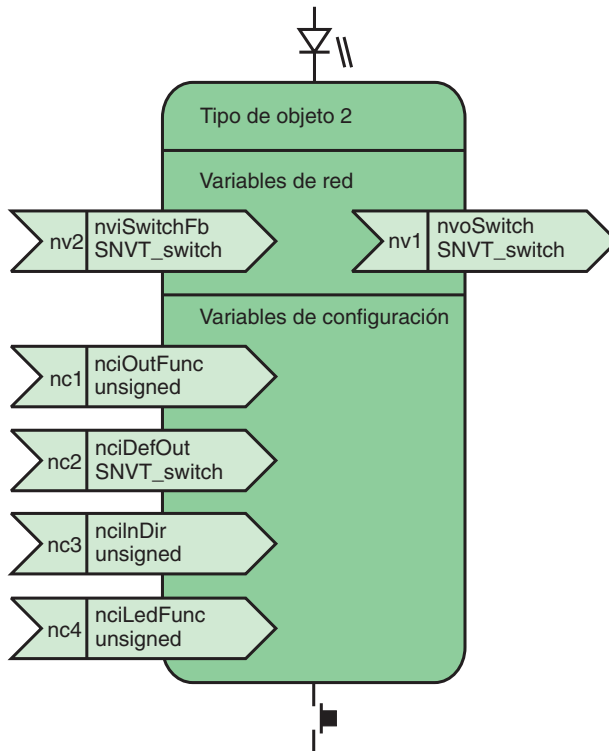 Tipo de objeto 2
Variables de red
nv2
nviSwitchFb
SNVT_switch
nv1
nvoSwitch
SNVT_switch
Variables de configuración
nc1
nciOutFunc
unsigned
nc2
nciDefOut
SNVT_switch
nc3
nciInDir
unsigned
nc4
nciLedFunc
unsigned